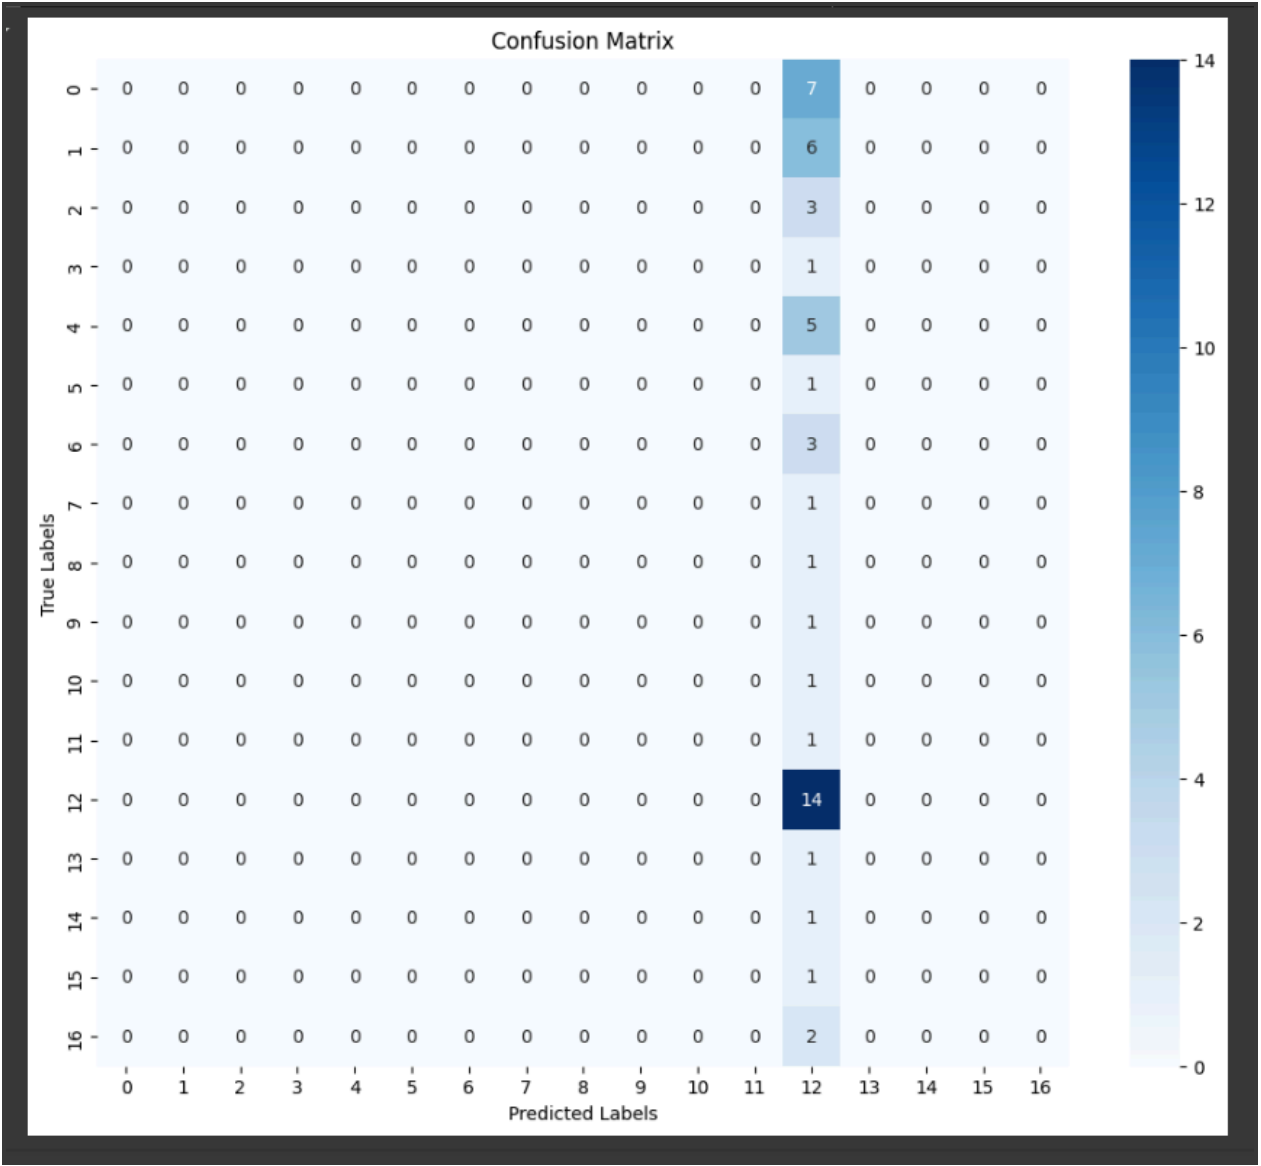 Confusion Matrix
0 0 0 0 0 0 0 0 0 0 0 0 0 7 0 0 0 0
1 0 0 0 0 0 0 0 0 0 0 0 0 6 0 0 0 0
2 0 0 0 0 0 0 0 0 0 0 0 0 3 0 0 0 0
3 0 0 0 0 0 0 0 0 0 0 0 0 1 0 0 0 0
4 0 0 0 0 0 0 0 0 0 0 0 0 5 0 0 0 0
5 0 0 0 0 0 0 0 0 0 0 0 0 1 0 0 0 0
6 0 0 0 0 0 0 0 0 0 0 0 0 3 0 0 0 0
7 0 0 0 0 0 0 0 0 0 0 0 0 1 0 0 0 0
8 0 0 0 0 0 0 0 0 0 0 0 0 1 0 0 0 0
9 0 0 0 0 0 0 0 0 0 0 0 0 1 0 0 0 0
10 0 0 0 0 0 0 0 0 0 0 0 0 1 0 0 0 0
11 0 0 0 0 0 0 0 0 0 0 0 0 1 0 0 0 0
12 0 0 0 0 0 0 0 0 0 0 0 0 14 0 0 0 0
13 0 0 0 0 0 0 0 0 0 0 0 0 1 0 0 0 0
14 0 0 0 0 0 0 0 0 0 0 0 0 1 0 0 0 0
15 0 0 0 0 0 0 0 0 0 0 0 0 1 0 0 0 0
16 0 0 0 0 0 0 0 0 0 0 0 0 2 0 0 0 0
0 1 2 3 4 5 6 7 8 9 10 11 12 13 14 15 16
Predicted Labels
True Labels
14
12
10
8
6
4
2
0